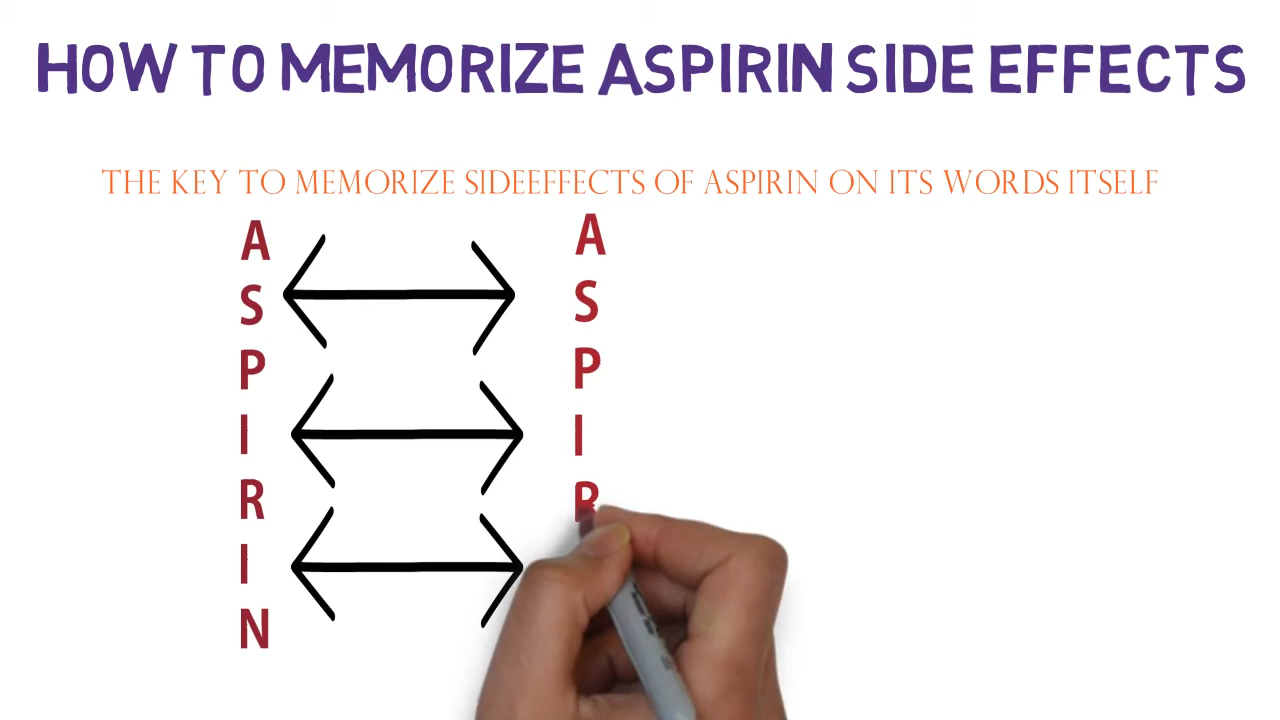 HOW TO MEMORIZE ASPIRIN SIDE EFFECTS
THE KEY TO MEMORIZE SIDEEFFECTS OF ASPIRIN ON ITS WORDS ITSELF
A
S
P
I
R
I
N
A
S
P
I
R